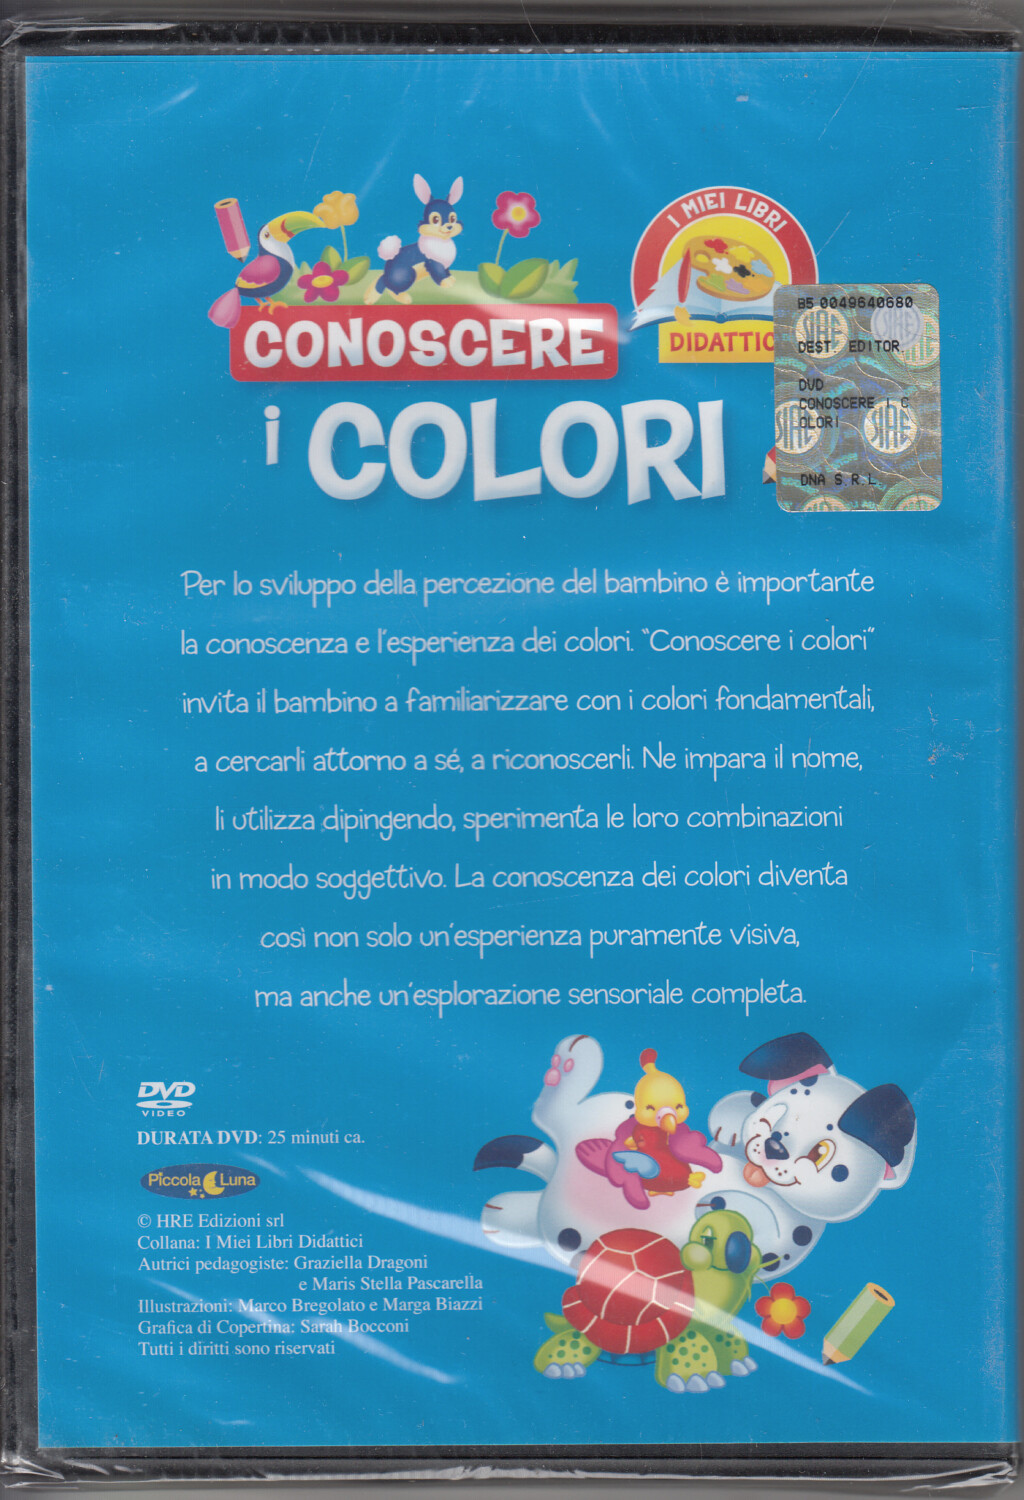 I MIEI LIBRI
DIDATTIC
CONOSCERE
i COLORI
B5 0049640680
SIAE
DEST EDITOR.
DVD
CONOSCERE I C
OLORI
DNA S.R.L.
Per lo sviluppo della percezione del bambino è importante
la conoscenza e l'esperienza dei colori. "Conoscere i colori"
invita il bambino a familiarizzare con i colori fondamentali,
a cercarli attorno a sé, a riconoscerli. Ne impara il nome,
li utilizza dipingendo, sperimenta le loro combinazioni
in modo soggettivo. La conoscenza dei colori diventa
così non solo un'esperienza puramente visiva,
ma anche un'esplorazione sensoriale completa.
DVD
VIDEO
DURATA DVD: 25 minuti ca.
Piccola Luna
© HRE Edizioni srl
Collana: I Miei Libri Didattici
Autrici pedagogiste: Graziella Dragoni
e Maris Stella Pascarella
Illustrazioni: Marco Bregolato e Marga Biazzi
Grafica di Copertina: Sarah Bocconi
Tutti i diritti sono riservati